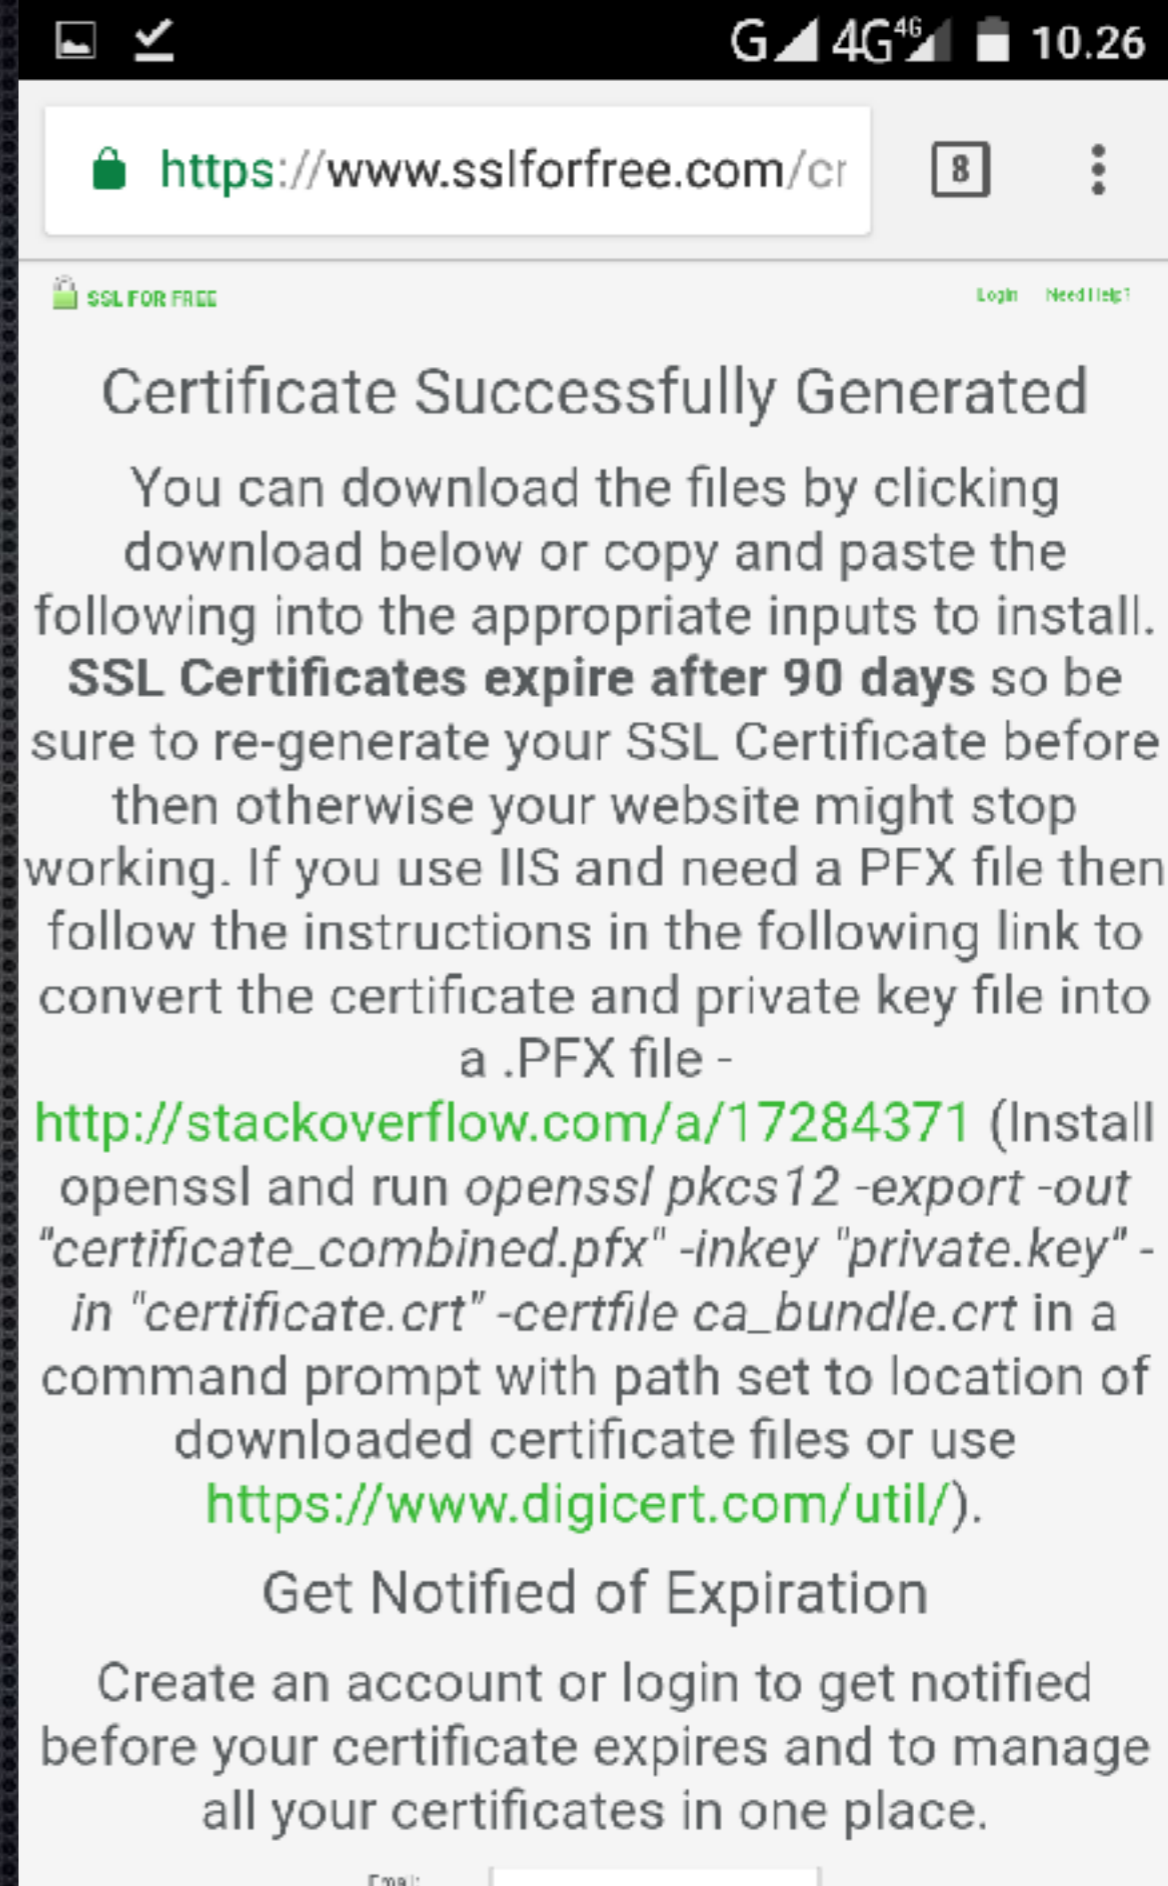 G 4G 4G 10.26
https://www.sslforfree.com/cr
8
SSL FOR FREE
Login Need Help?
Certificate Successfully Generated
You can download the files by clicking
download below or copy and paste the
following into the appropriate inputs to install.
SSL Certificates expire after 90 days so be
sure to re-generate your SSL Certificate before
then otherwise your website might stop
working. If you use IIS and need a PFX file then
follow the instructions in the following link to
convert the certificate and private key file into
a .PFX file -
http://stackoverflow.com/a/17284371 (Install
openssl and run openssl pkcs12 -export -out
"certificate_combined.pfx" -inkey "private.key" -
in "certificate.crt" -certfile ca_bundle.crt in a
command prompt with path set to location of
downloaded certificate files or use
https://www.digicert.com/util/).
Get Notified of Expiration
Create an account or login to get notified
before your certificate expires and to manage
all your certificates in one place.
Email: